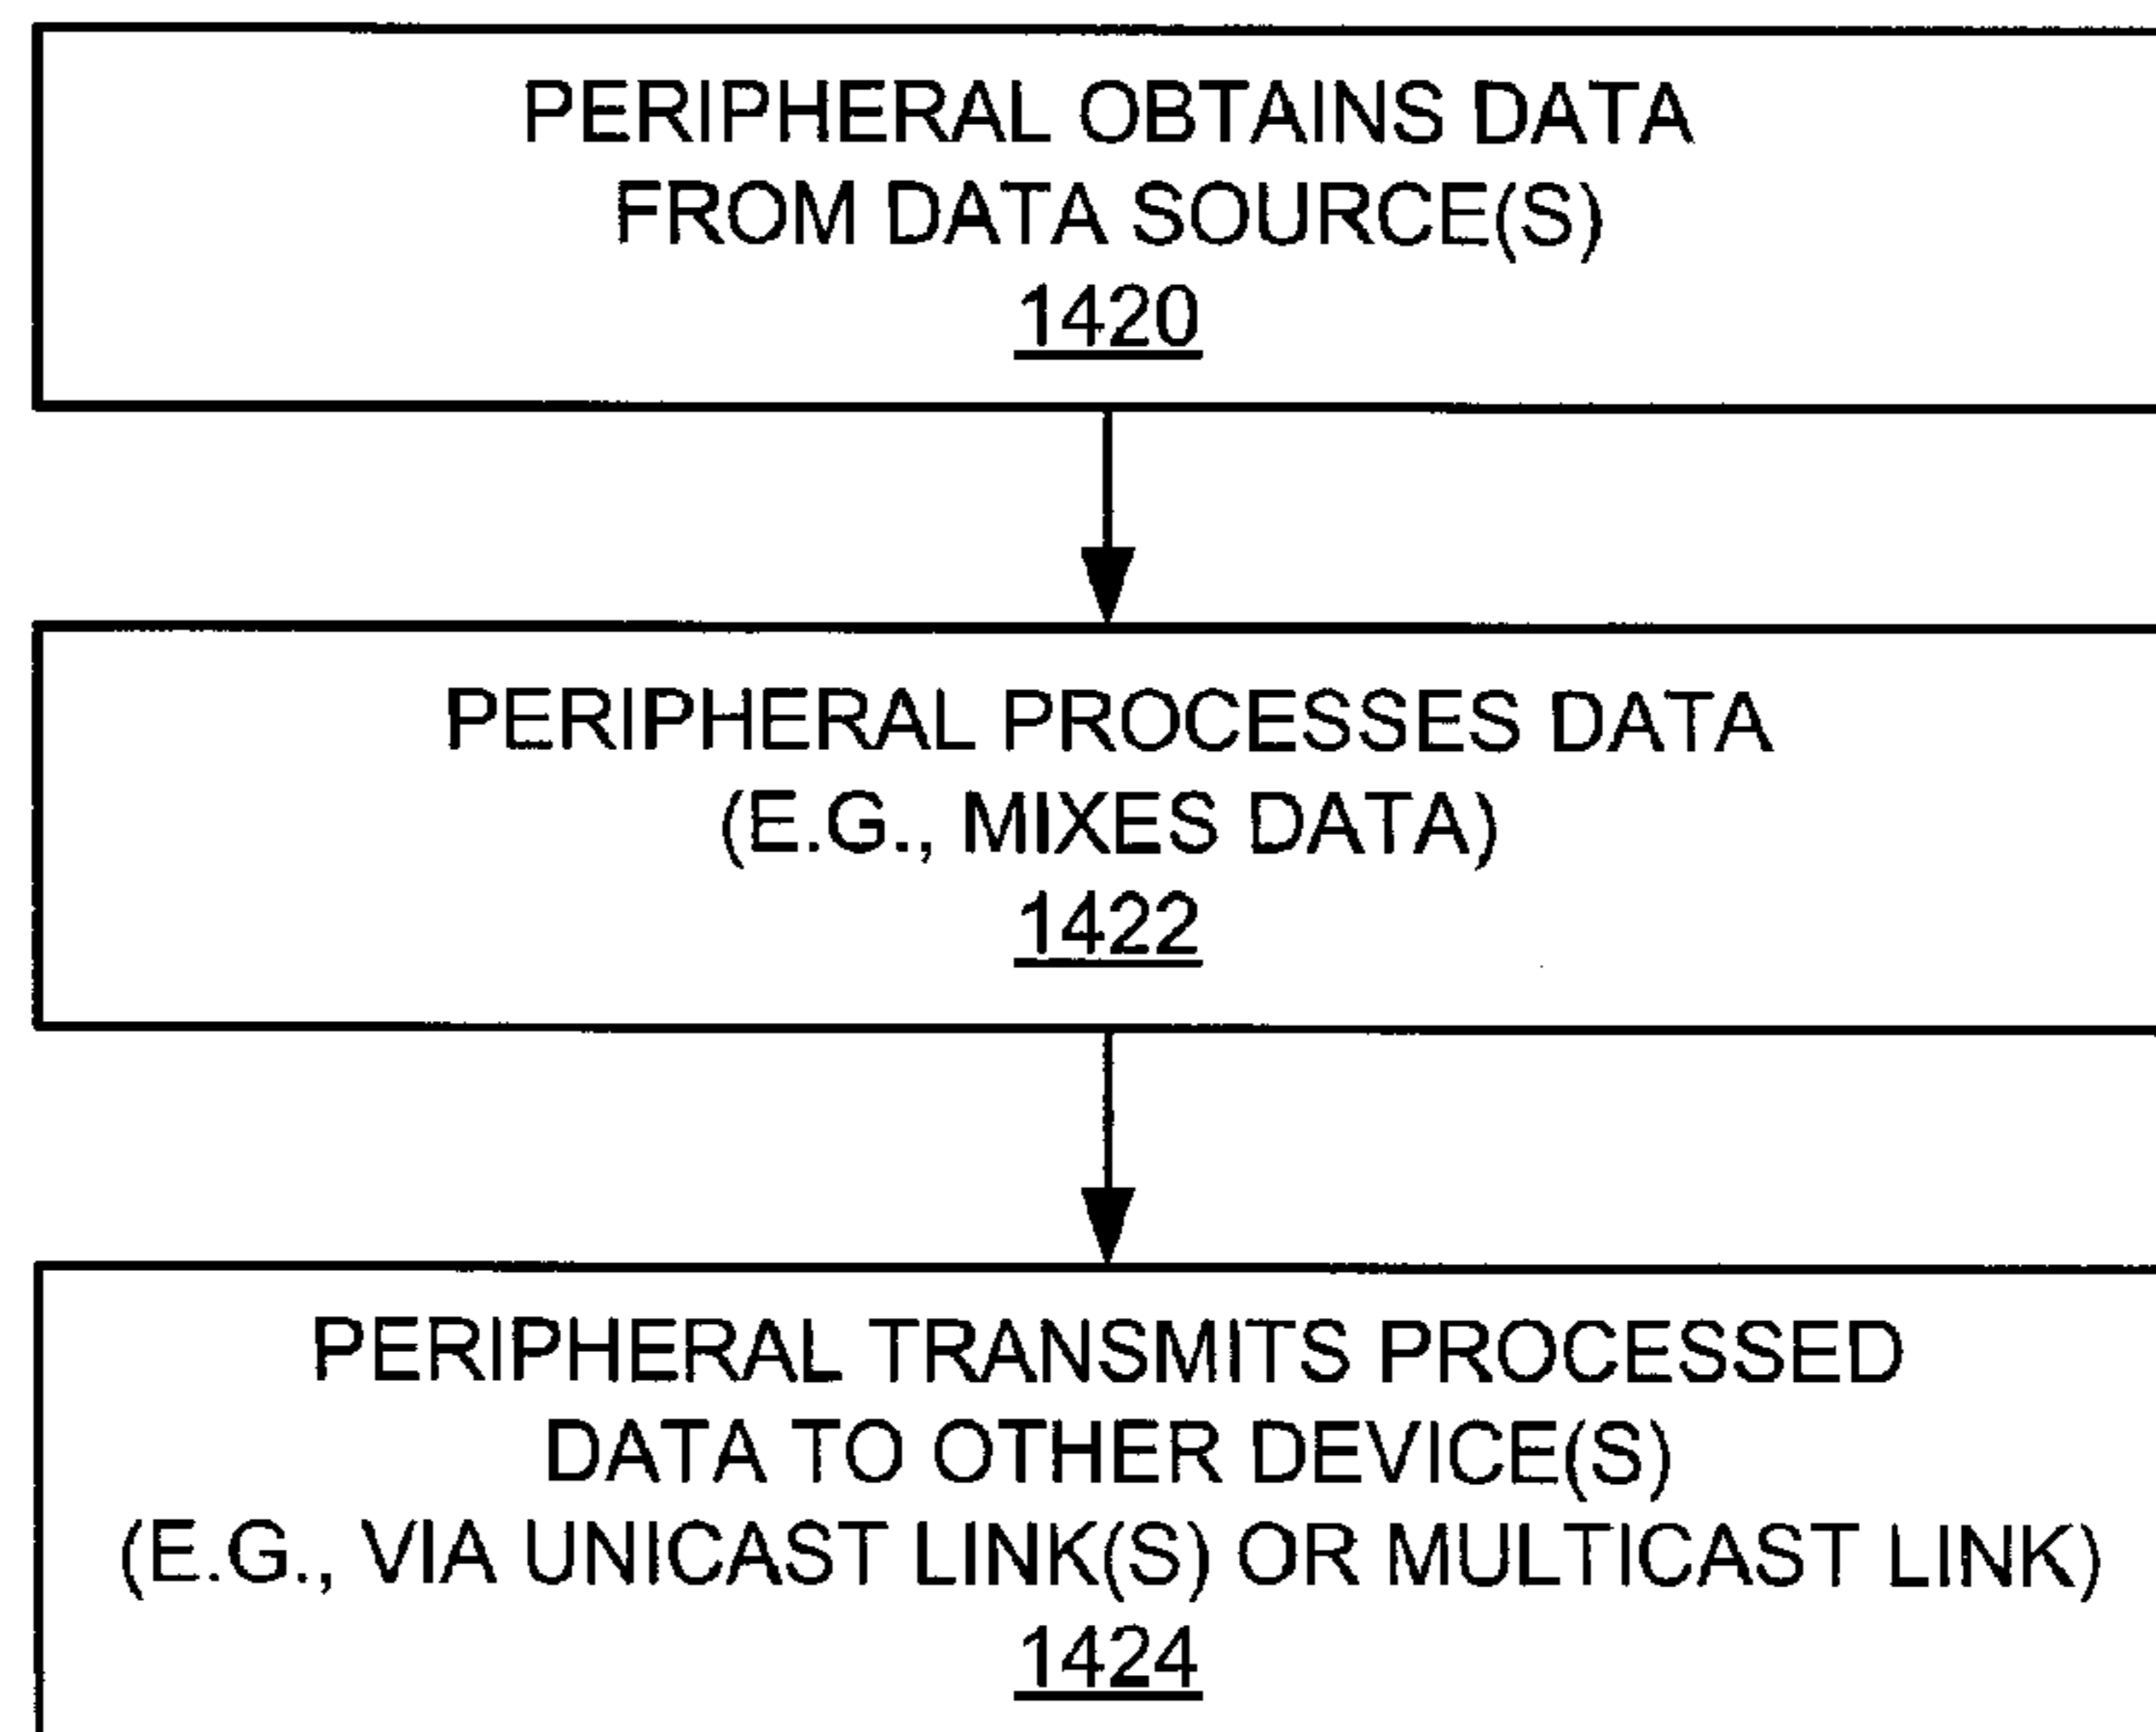 PERIPHERAL OBTAINS DATA
FROM DATA SOURCE(S)
1420
PERIPHERAL PROCESSES DATA
(E.G., MIXES DATA)
1422
PERIPHERAL TRANSMITS PROCESSED
DATA TO OTHER DEVICE(S)
(E.G., VIA UNICAST LINK(S) OR MULTICAST LINK)
1424